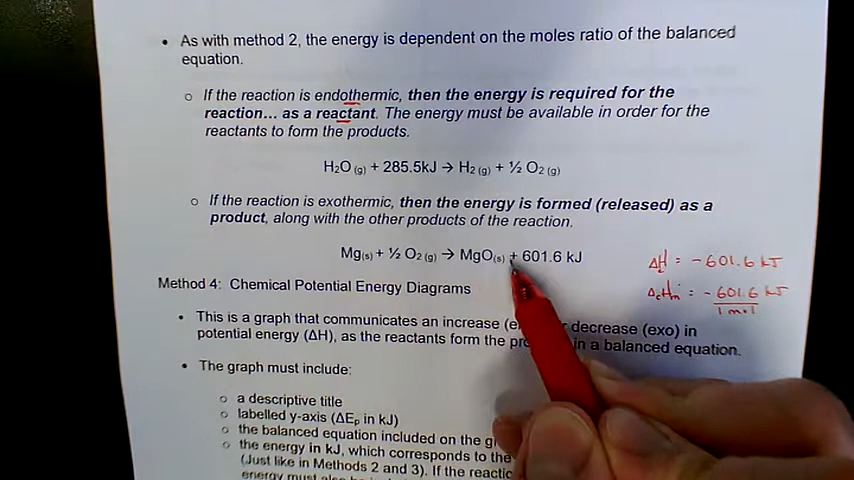 • As with method 2, the energy is dependent on the moles ratio of the balanced
equation.
o If the reaction is endothermic, then the energy is required for the
reaction… as a reactant. The energy must be available in order for the
reactants to form the products.
H₂O (g) + 285.5kJ → H₂ (g) + ½ O₂ (g)
o If the reaction is exothermic, then the energy is formed (released) as a
product, along with the other products of the reaction.
Mg(s) + ½ O₂ (g) → MgO(s) + 601.6 kJ
ΔH = -601.6 kJ
-601.6 kJ
1 mol
Method 4: Chemical Potential Energy Diagrams
• This is a graph that communicates an increase decrease (exo) in
potential energy (ΔH), as the reactants form the in a balanced equation.
• The graph must include:
o a descriptive title
o labelled y-axis (ΔEp in kJ)
o the balanced equation included on the
o the energy in kJ, which corresponds to the
(Just like in Methods 2 and 3). If the
energy must also be